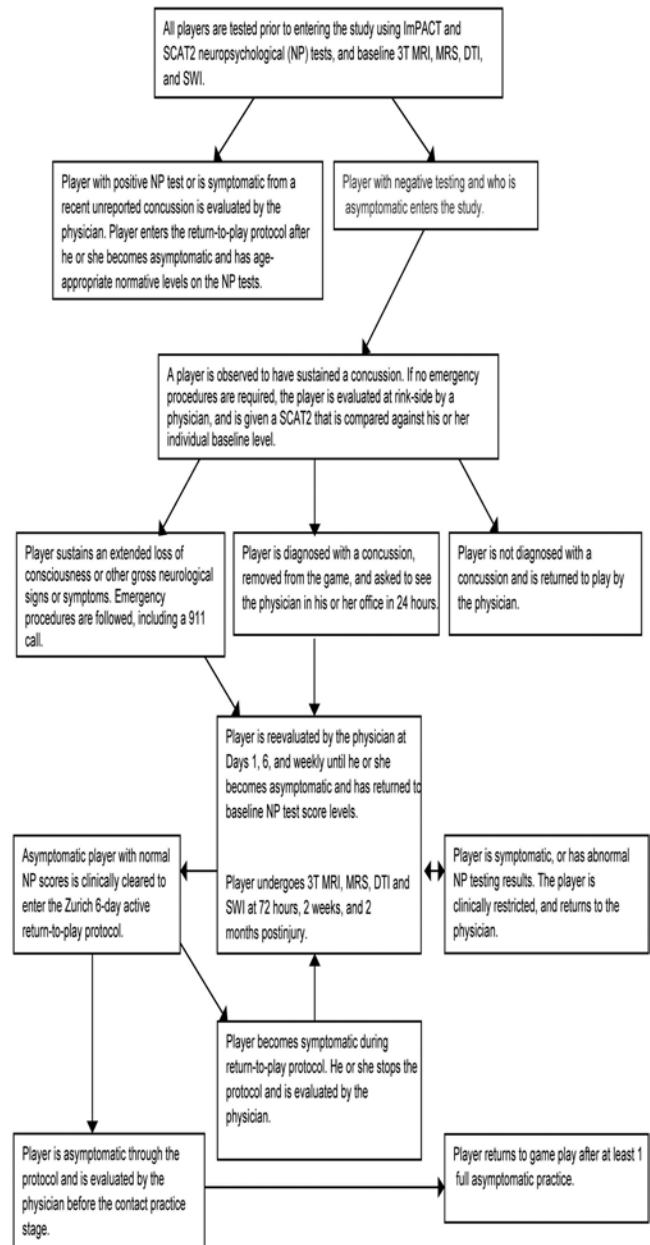 All players are tested prior to entering the study using ImPACT and
SCAT2 neuropsychological (NP) tests, and baseline 3T MRI, MRS, DTI,
and SWI.
Player with positive NP test or is symptomatic from a
recent unreported concussion is evaluated by the
physician. Player enters the return-to-play protocol after
he or she becomes asymptomatic and has age-
appropriate normative levels on the NP tests.
Player with negative testing and who is
asymptomatic enters the study.
A player is observed to have sustained a concussion. If no emergency
procedures are required, the player is evaluated at rink-side by a
physician, and is given a SCAT2 that is compared against his or her
individual baseline level.
Player sustains an extended loss of
consciousness or other gross neurological
signs or symptoms. Emergency
procedures are followed, including a 911
call.
Player is diagnosed with a concussion,
removed from the game, and asked to see
the physician in his or her office in 24 hours.
Player is not diagnosed with a
concussion and is returned to play by
the physician.
Player is reevaluated by the physician at
Days 1, 6, and weekly until he or she
becomes asymptomatic and has returned to
baseline NP test score levels.
Player undergoes 3T MRI, MRS, DTI and
SWI at 72 hours, 2 weeks, and 2
months postinjury.
Asymptomatic player with normal
NP scores is clinically cleared to
enter the Zurich 6-day active
return-to-play protocol.
Player is symptomatic, or has abnormal
NP testing results. The player is
clinically restricted, and returns to the
physician.
Player becomes symptomatic during
return-to-play protocol. He or she stops the
protocol and is evaluated by the
physician.
Player is asymptomatic through the
protocol and is evaluated by the
physician before the contact practice
stage.
Player returns to game play after at least 1
full asymptomatic practice.